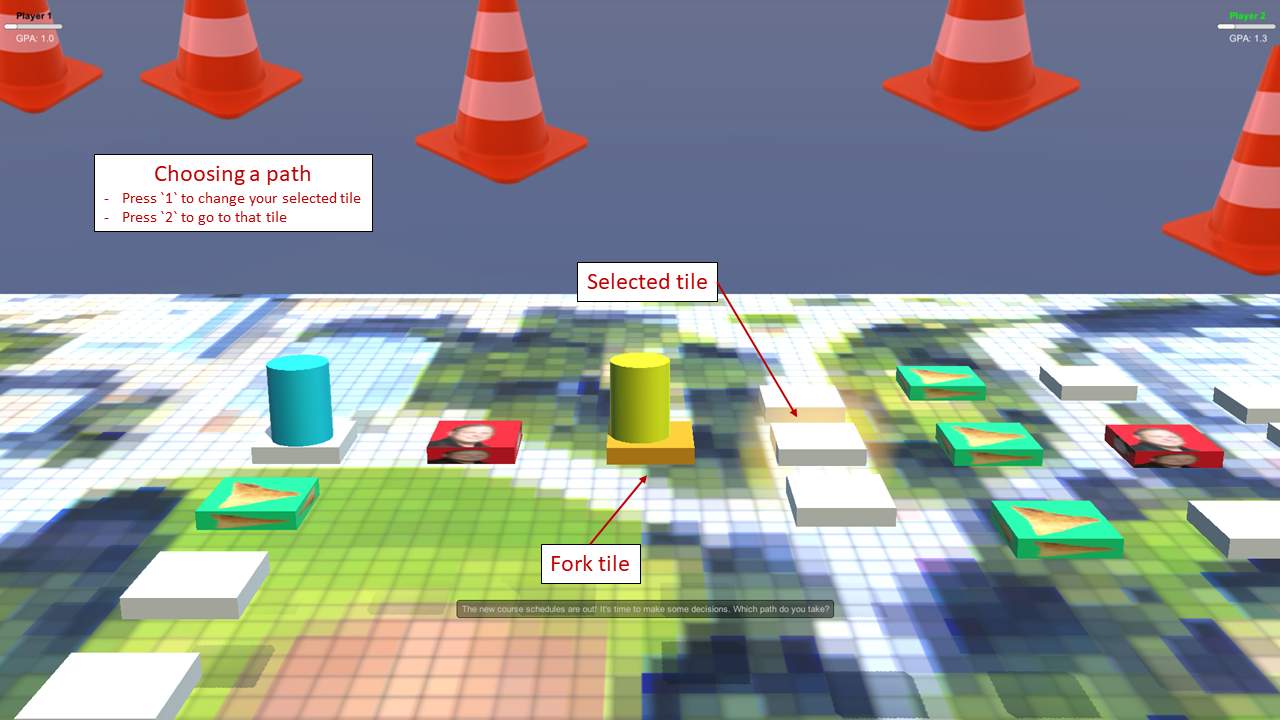 Player 1
GPA: 1.0
Player 2
GPA: 1.3
Choosing a path
- Press `1` to change your selected tile
- Press `2` to go to that tile
Selected tile
Fork tile
The new course schedules are out! It's time to make some decisions. Which path do you take?